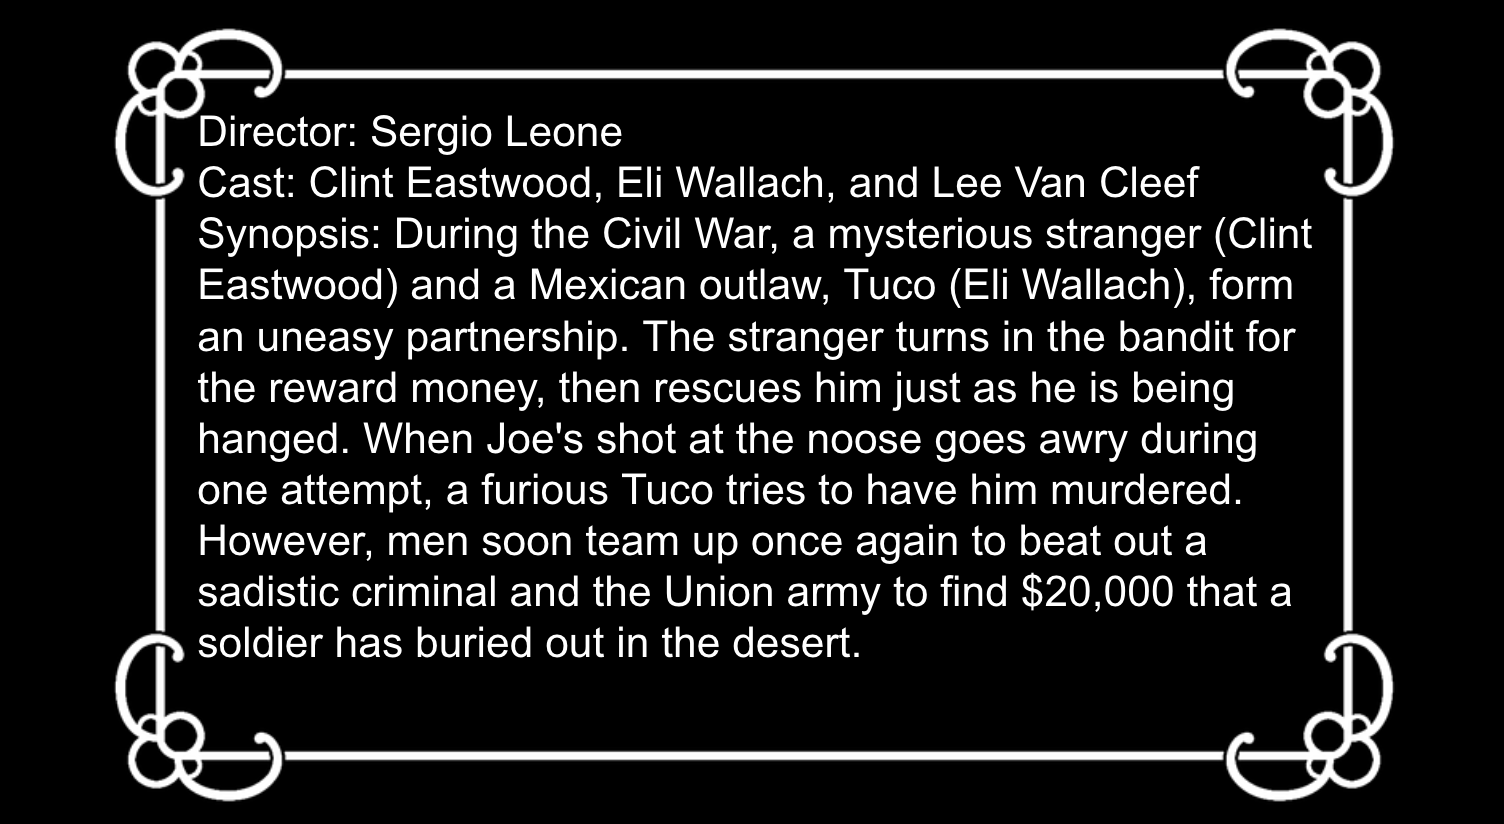 Director: Sergio Leone
Cast: Clint Eastwood, Eli Wallach, and Lee Van Cleef
Synopsis: During the Civil War, a mysterious stranger (Clint
Eastwood) and a Mexican outlaw, Tuco (Eli Wallach), form
an uneasy partnership. The stranger turns in the bandit for
the reward money, then rescues him just as he is being
hanged. When Joe's shot at the noose goes awry during
one attempt, a furious Tuco tries to have him murdered.
However, men soon team up once again to beat out a
sadistic criminal and the Union army to find $20,000 that a
soldier has buried out in the desert.